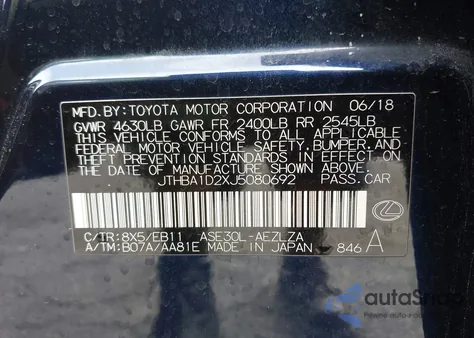 MFD. BY: TOYOTA MOTOR CORPORATION 06/18
GVWR 4630LB GAWR FR 2400LB RR 2545LB
THIS VEHICLE CONFORMS TO ALL APPLICABLE
FEDERAL MOTOR VEHICLE SAFETY, BUMPER, AND
THEFT PREVENTION STANDARDS IN EFFECT ON
THE DATE OF MANUFACTURE SHOWN ABOVE.
JTHBA1D2XJ5080692 PASS. CAR
C/TR: 8X5/EB11 ASE30L-AEZLZA
A/TM: B07A/AA81E MADE IN JAPAN 846 A
autoSnap